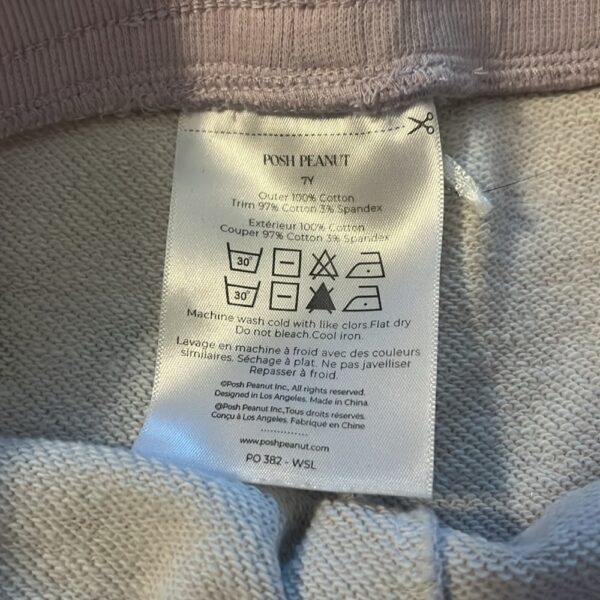 POSH PEANUT
7Y
Outer 100% Cotton
Trim 97% Cotton 3% Spandex
Extérieur 100% Cotton
Couper 97% Cotton 3% Spandex
30°
30°
Machine wash cold with like clors.Flat dry
Do not bleach.Cool iron.
Lavage en machine à froid avec des couleurs
similaires. Séchage à plat. Ne pas javelliser
Repasser à froid.
©Posh Peanut Inc, All rights reserved.
Designed in Los Angeles. Made in China.
@Posh Peanut Inc,Tous droits réservés.
Conçu à Los Angeles. Fabriqué en Chine
www.poshpeanut.com
PO 382 - WSL